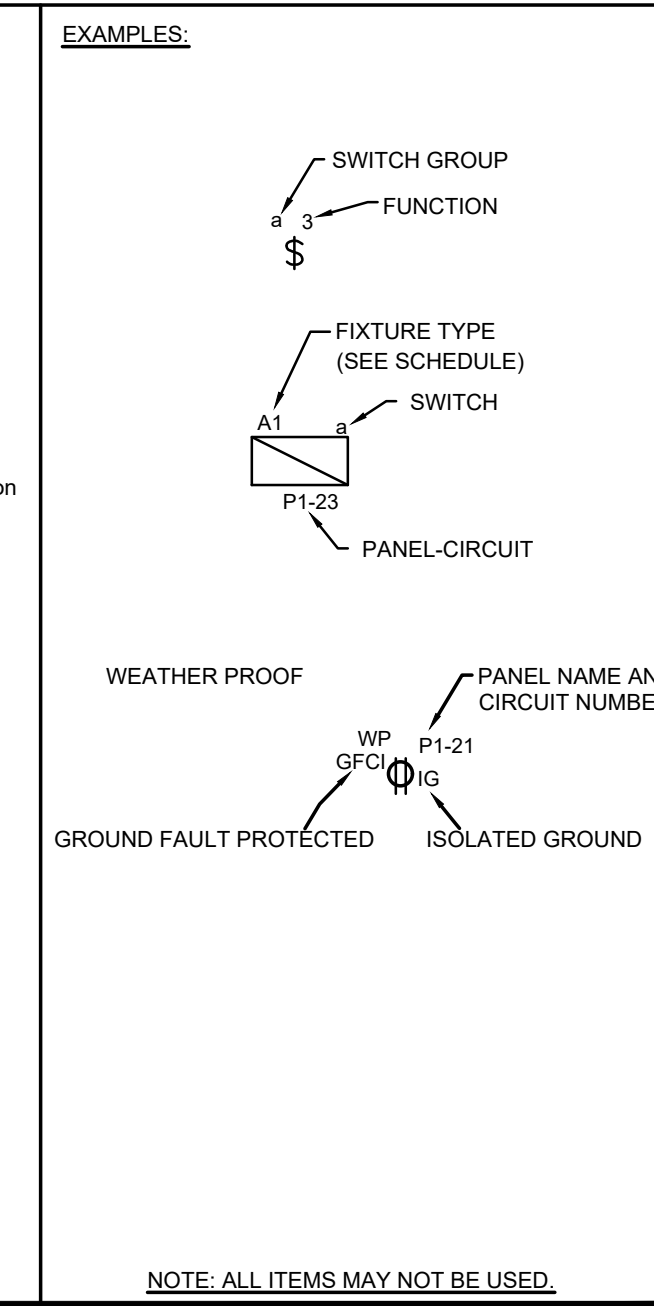 EXAMPLES:
SWITCH GROUP
a 3
FUNCTION
$
FIXTURE TYPE
(SEE SCHEDULE)
SWITCH
A1
a
on
P1-23
PANEL-CIRCUIT
WEATHER PROOF
PANEL NAME AN
CIRCUIT NUMBE
WP
P1-21
GFCI
IG
GROUND FAULT PROTECTED
ISOLATED GROUND
NOTE: ALL ITEMS MAY NOT BE USED.